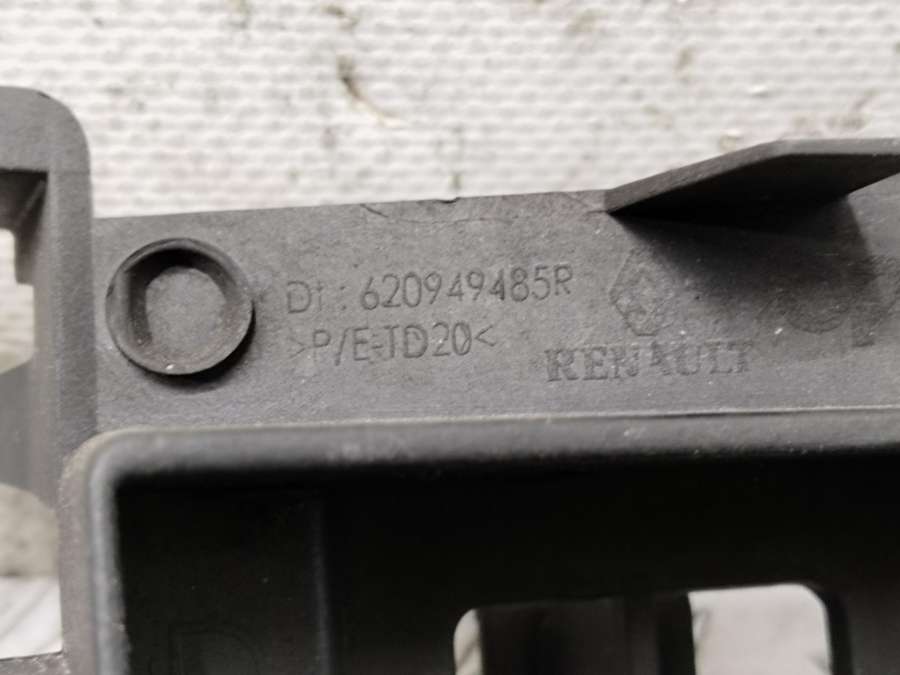 DI : 620949485R
>P/E-TD20<
RENAULT